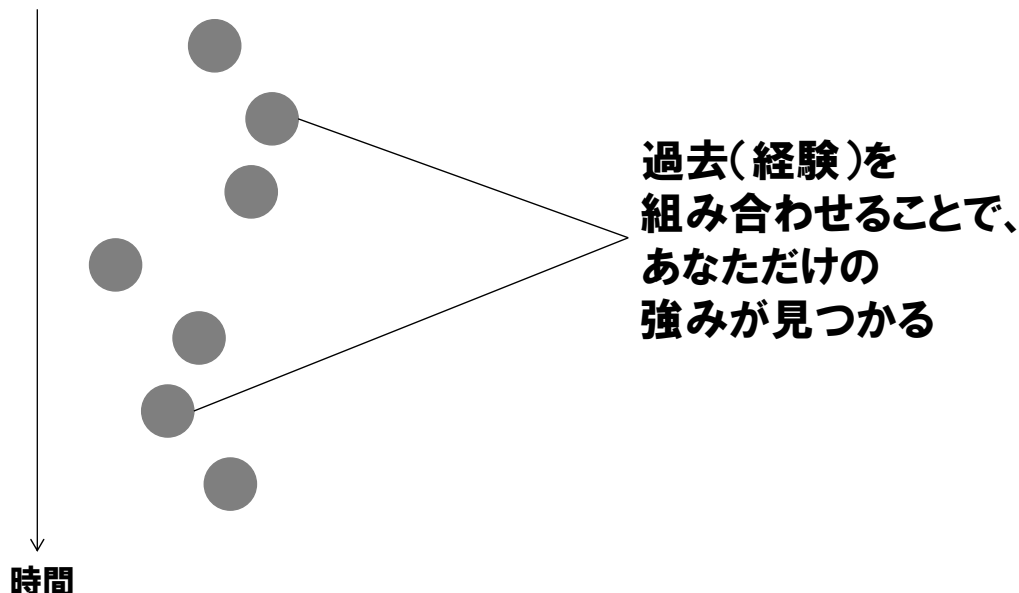 過去（経験）を
組み合わせることで、
あなただけの
強みが見つかる
時間